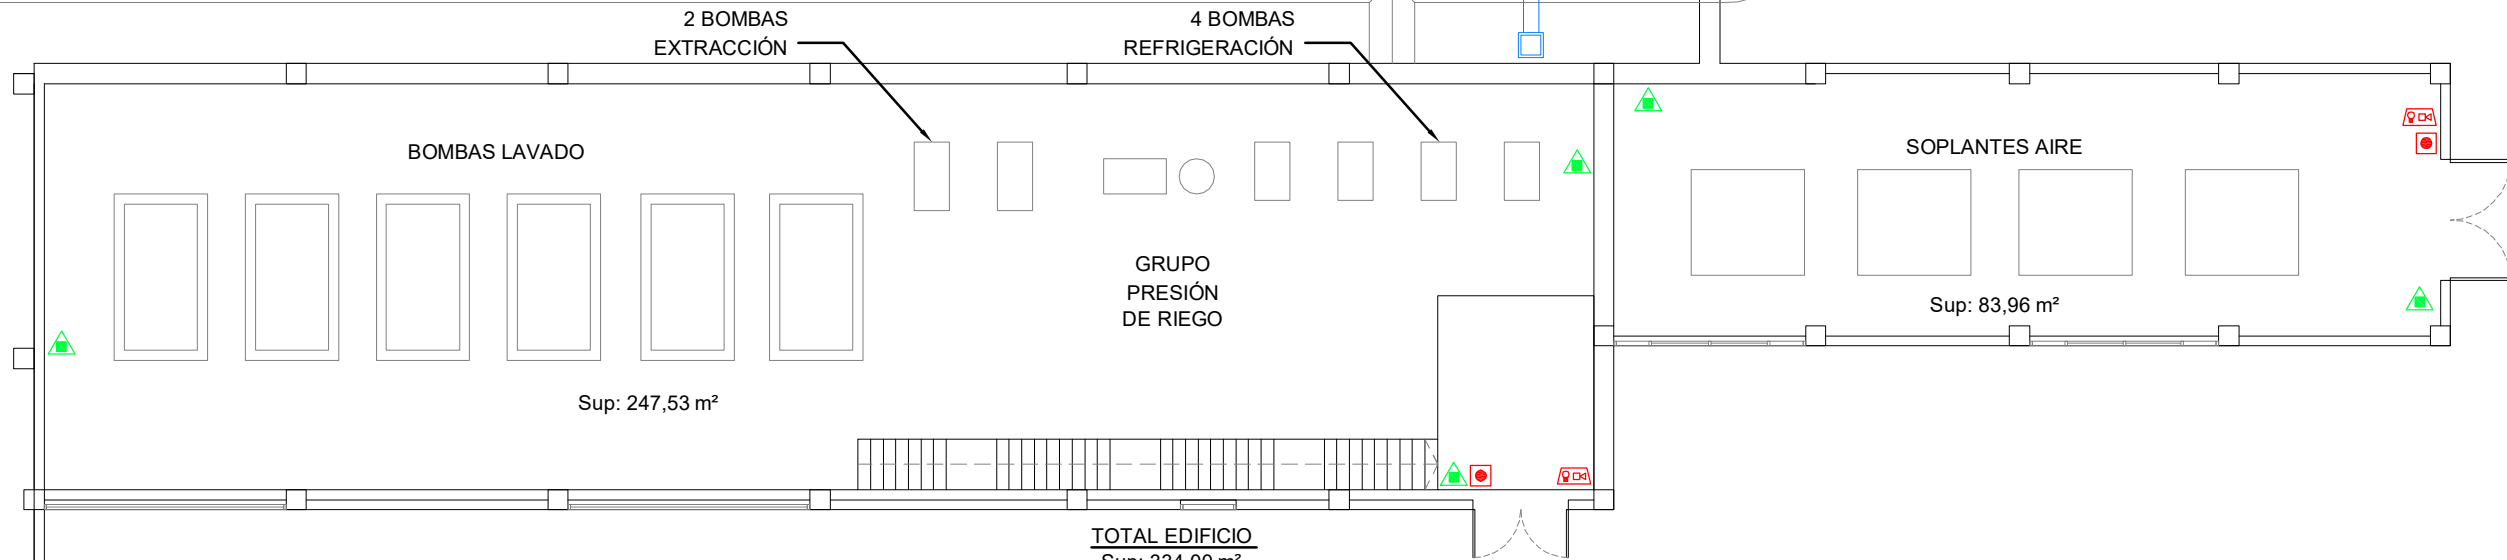 2 BOMBAS
EXTRACCIÓN
4 BOMBAS
REFRIGERACIÓN
BOMBAS LAVADO
SOPLANTES AIRE
GRUPO
PRESIÓN
DE RIEGO
Sup: 83,96 m²
Sup: 247,53 m²
TOTAL EDIFICIO